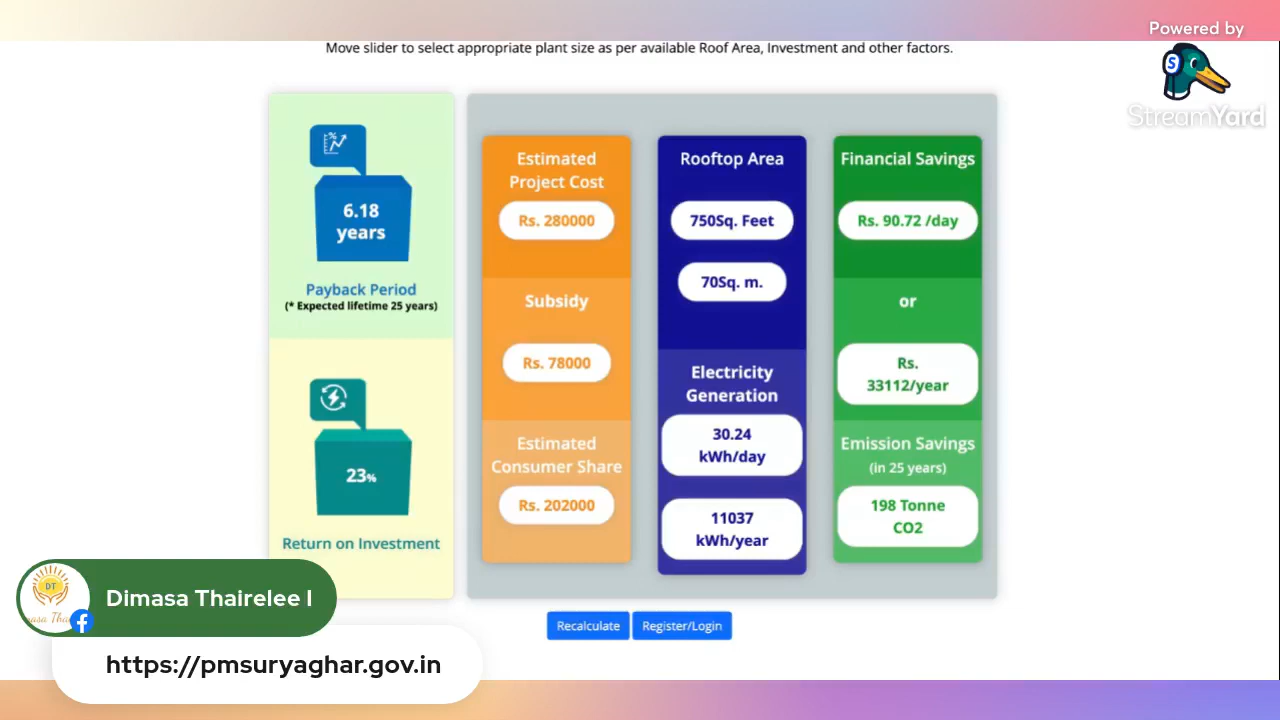 Powered by
StreamYard
Move slider to select appropriate plant size as per available Roof Area, Investment and other factors.
6.18
years
Payback Period
(* Expected lifetime 25 years)
23%
Return on Investment
Estimated
Project Cost
Rs. 280000
Subsidy
Rs. 78000
Estimated
Consumer Share
Rs. 202000
Rooftop Area
750Sq. Feet
70Sq. m.
Electricity
Generation
30.24
kWh/day
11037
kWh/year
Financial Savings
Rs. 90.72 /day
or
Rs.
33112/year
Emission Savings
(in 25 years)
198 Tonne
CO2
Recalculate
Register/Login
DT
Dimasa Thairelee I
https://pmsuryaghar.gov.in